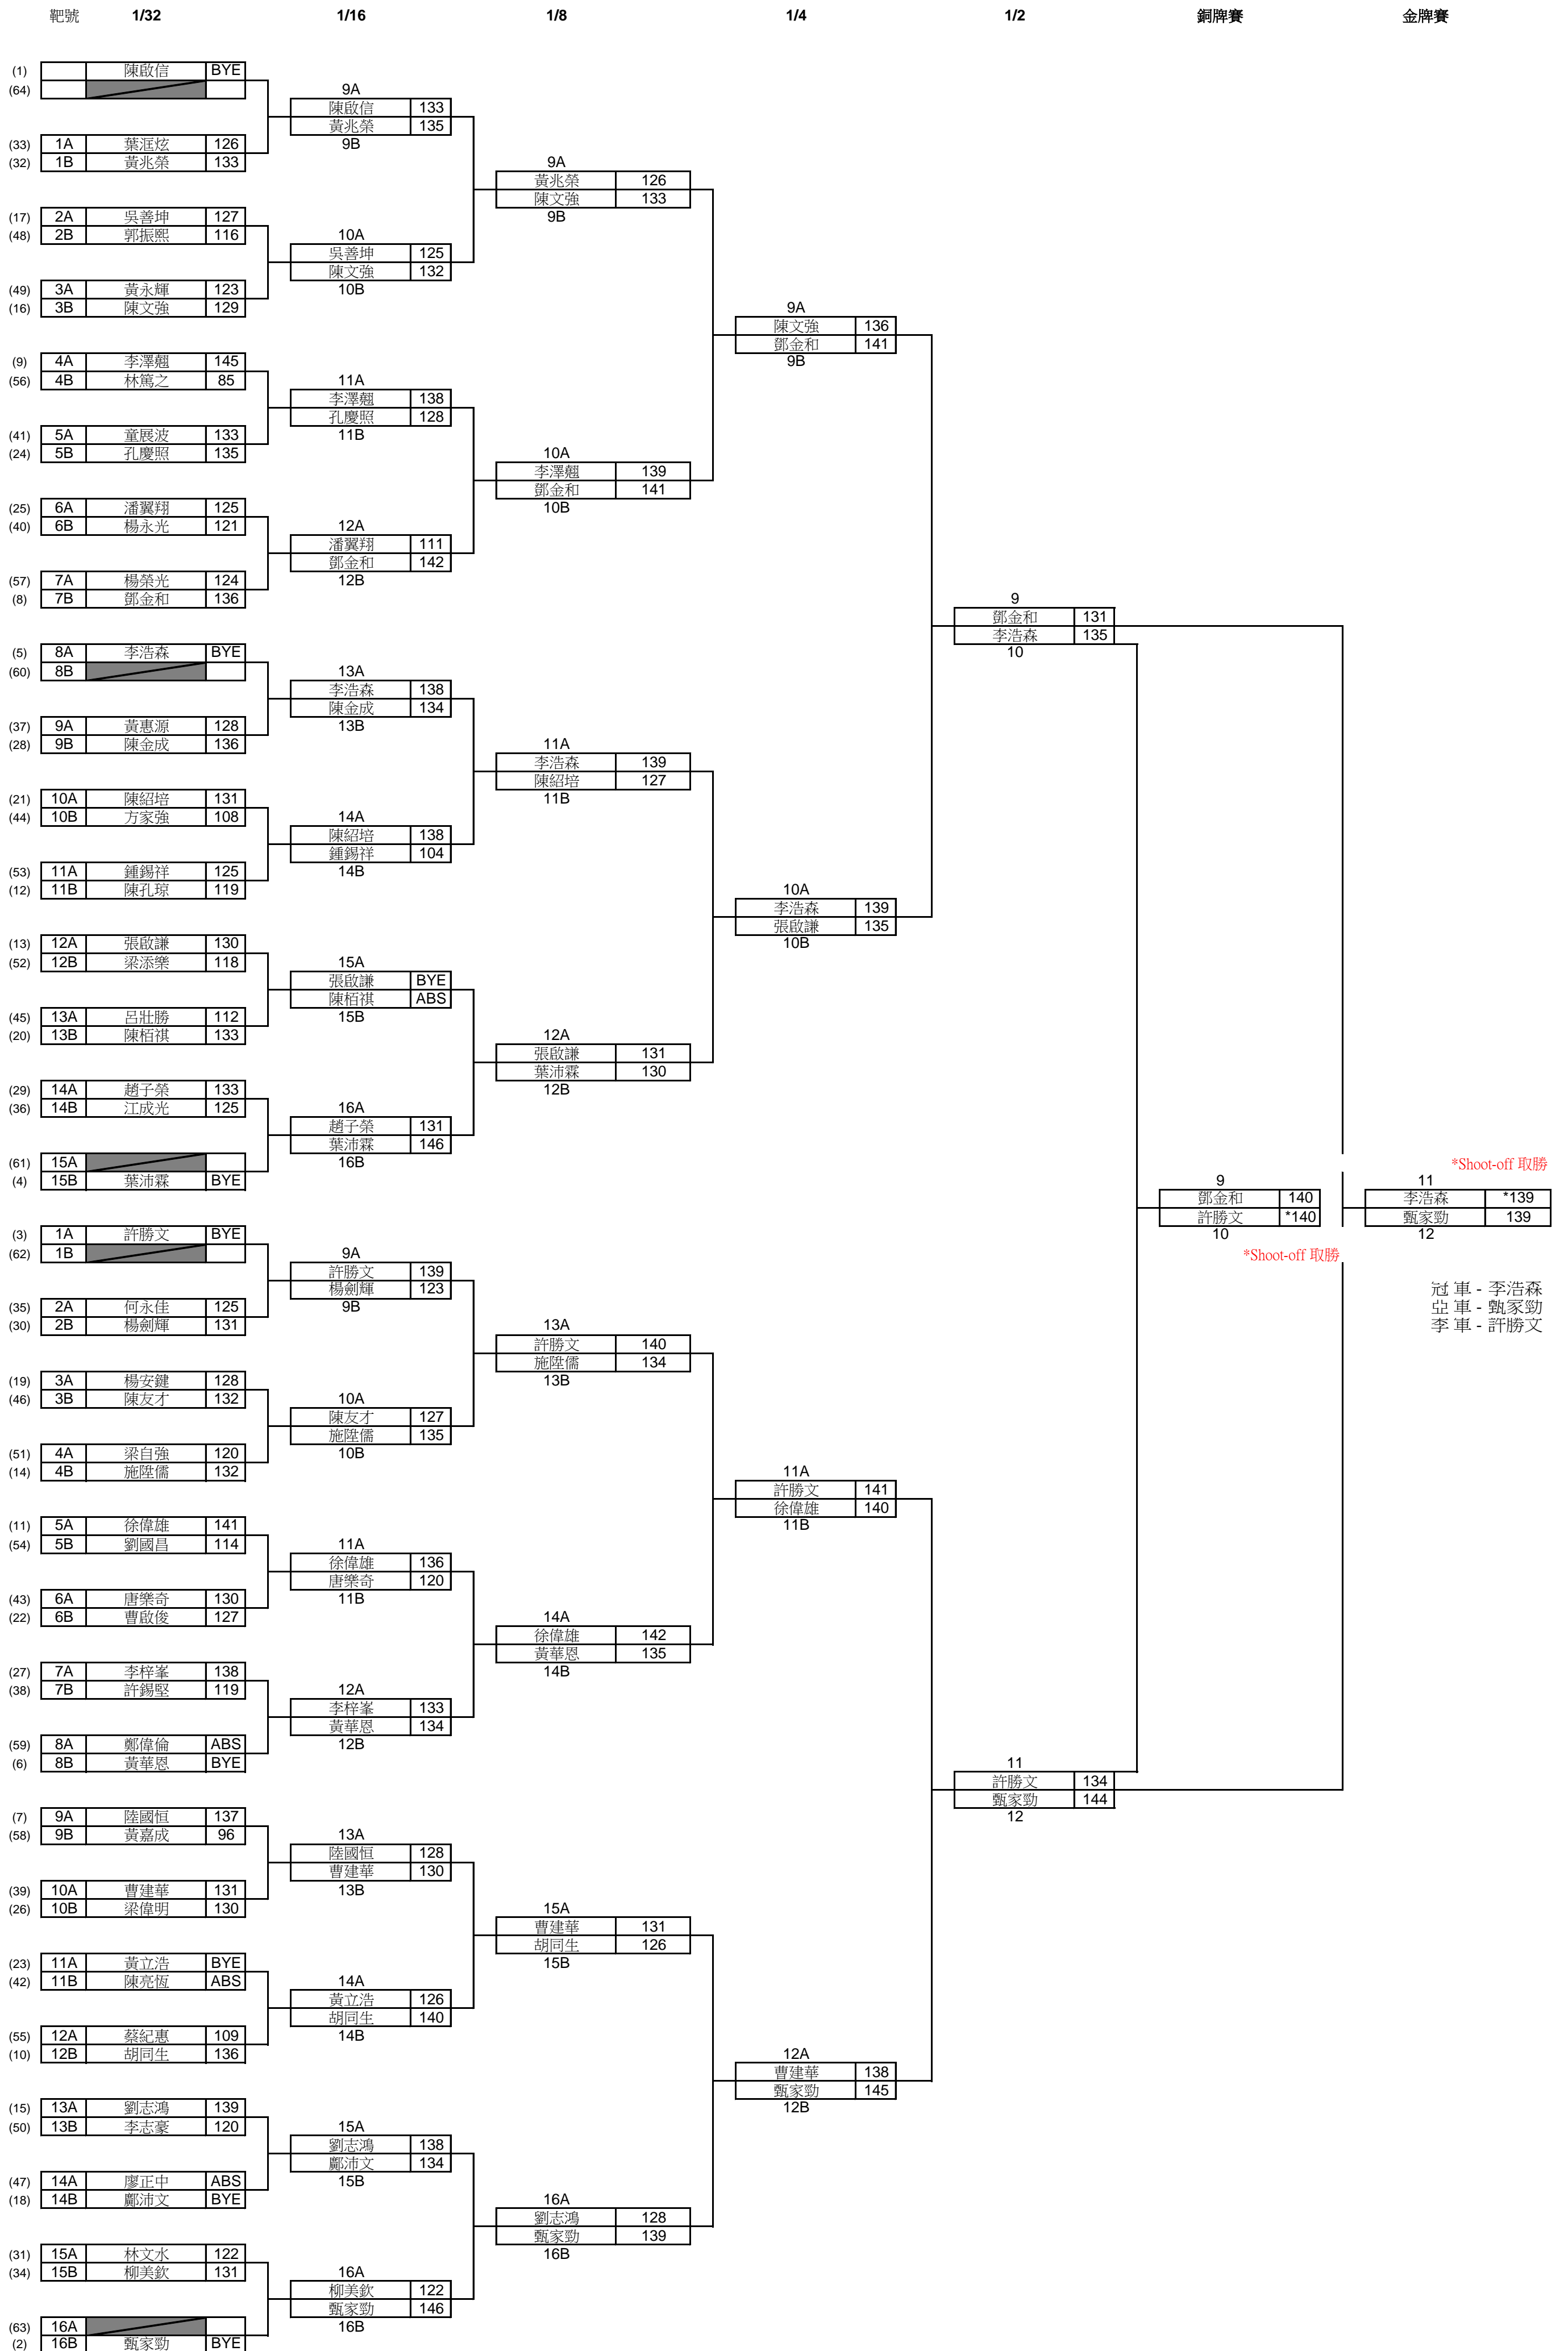 靶號 1/32 1/16 1/8 1/4 1/2 銅牌賽 金牌賽
(1) 陳啟信 BYE
(64)
9A
陳啟信 133
黃兆榮 135
9B
(33) 1A 葉洭炫 126
(32) 1B 黃兆榮 133
9A
黃兆榮 126
陳文強 133
9B
(17) 2A 吳善坤 127
(48) 2B 郭振熙 116
10A
吳善坤 125
陳文強 132
10B
(49) 3A 黃永輝 123
(16) 3B 陳文強 129
9A
陳文強 136
鄧金和 141
9B
(9) 4A 李澤翹 145
(56) 4B 林篤之 85
11A
李澤翹 138
孔慶照 128
11B
(41) 5A 童展波 133
(24) 5B 孔慶照 135
10A
李澤翹 139
鄧金和 141
10B
(25) 6A 潘翼翔 125
(40) 6B 楊永光 121
12A
潘翼翔 111
鄧金和 142
12B
(57) 7A 楊榮光 124
(8) 7B 鄧金和 136
9
鄧金和 131
李浩森 135
10
(5) 8A 李浩森 BYE
(60) 8B
13A
李浩森 138
陳金成 134
13B
(37) 9A 黃惠源 128
(28) 9B 陳金成 136
11A
李浩森 139
陳紹培 127
11B
(21) 10A 陳紹培 131
(44) 10B 方家強 108
14A
陳紹培 138
鍾錫祥 104
14B
(53) 11A 鍾錫祥 125
(12) 11B 陳孔琼 119
10A
李浩森 139
張啟謙 135
10B
(13) 12A 張啟謙 130
(52) 12B 梁添樂 118
15A
張啟謙 BYE
陳栢祺 ABS
15B
(45) 13A 呂壯勝 112
(20) 13B 陳栢祺 133
12A
張啟謙 131
葉沛霖 130
12B
(29) 14A 趙子榮 133
(36) 14B 江成光 125
16A
趙子榮 131
葉沛霖 146
16B
(61) 15A
(4) 15B 葉沛霖 BYE
*Shoot-off 取勝
9
鄧金和 140
許勝文 *140
10
*Shoot-off 取勝
11
李浩森 *139
甄家勁 139
12
冠 軍 - 李浩森
亞 軍 - 甄家勁
李 軍 - 許勝文
(3) 1A 許勝文 BYE
(62) 1B
9A
許勝文 139
楊劍輝 123
9B
(35) 2A 何永佳 125
(30) 2B 楊劍輝 131
13A
許勝文 140
施陞儒 134
13B
(19) 3A 楊安鍵 128
(46) 3B 陳友才 132
10A
陳友才 127
施陞儒 135
10B
(51) 4A 梁自強 120
(14) 4B 施陞儒 132
11A
許勝文 141
徐偉雄 140
11B
(11) 5A 徐偉雄 141
(54) 5B 劉國昌 114
11A
徐偉雄 136
唐樂奇 120
11B
(43) 6A 唐樂奇 130
(22) 6B 曹啟俊 127
14A
徐偉雄 142
黃華恩 135
14B
(27) 7A 李梓峯 138
(38) 7B 許錫堅 119
12A
李梓峯 133
黃華恩 134
12B
(59) 8A 鄭偉倫 ABS
(6) 8B 黃華恩 BYE
11
許勝文 134
甄家勁 144
12
(7) 9A 陸國恒 137
(58) 9B 黃嘉成 96
13A
陸國恒 128
曹建華 130
13B
(39) 10A 曹建華 131
(26) 10B 梁偉明 130
15A
曹建華 131
胡同生 126
15B
(23) 11A 黃立浩 BYE
(42) 11B 陳亮恆 ABS
14A
黃立浩 126
胡同生 140
14B
(55) 12A 蔡紀惠 109
(10) 12B 胡同生 136
12A
曹建華 138
甄家勁 145
12B
(15) 13A 劉志鴻 139
(50) 13B 李志豪 120
15A
劉志鴻 138
鄺沛文 134
15B
(47) 14A 廖正中 ABS
(18) 14B 鄺沛文 BYE
16A
劉志鴻 128
甄家勁 139
16B
(31) 15A 林文水 122
(34) 15B 柳美欽 131
16A
柳美欽 122
甄家勁 146
16B
(63) 16A
(2) 16B 甄家勁 BYE